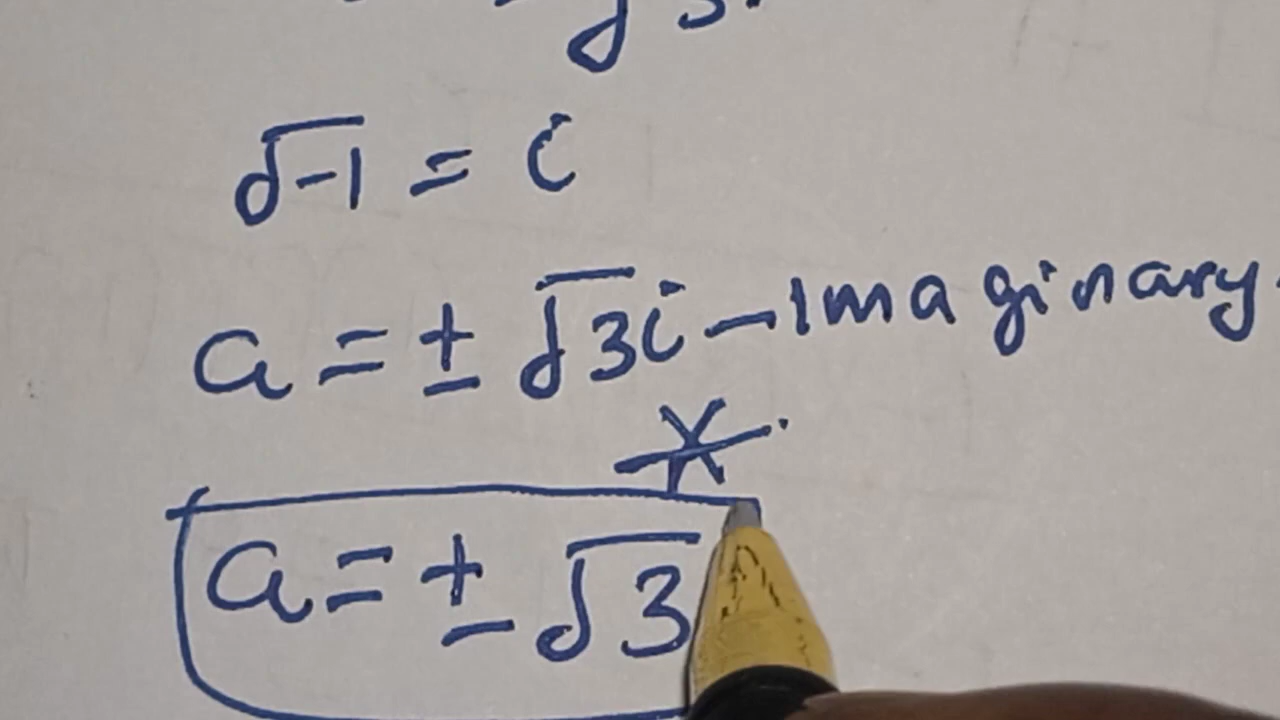 √-1 = i
a = ± √3i - Imaginary.
a = ± √3